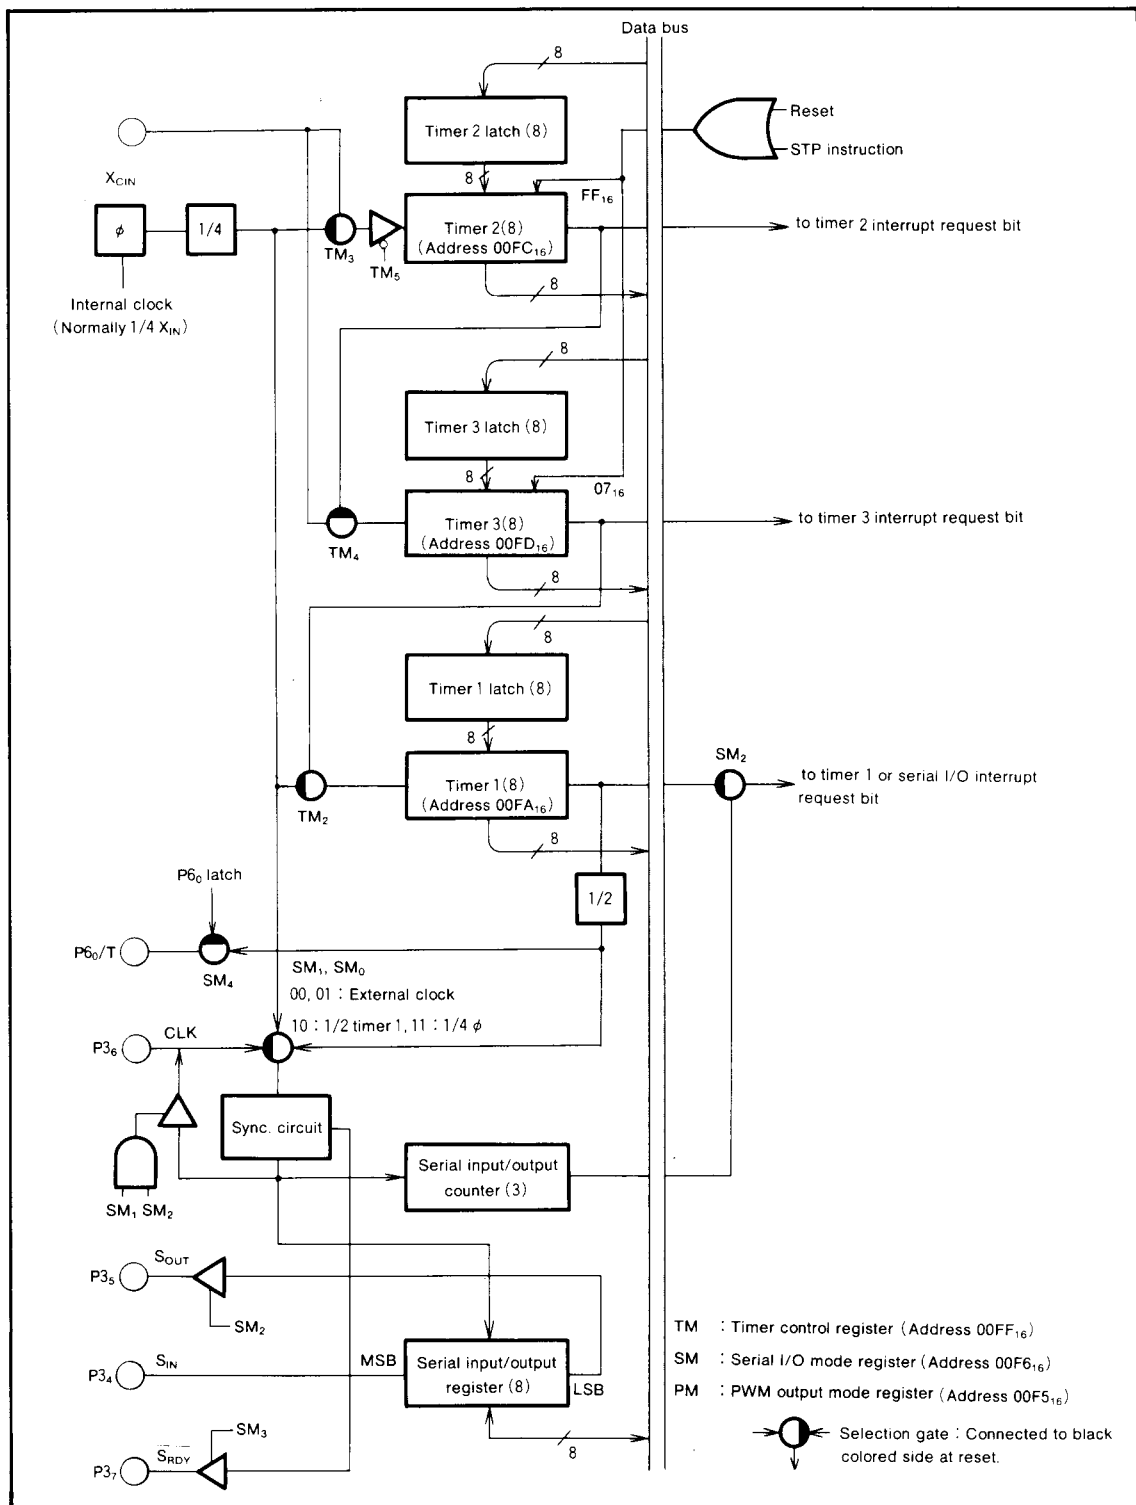 Data bus
8
Timer 2 latch (8)
Reset
STP instruction
X_CIN
8
FF₁₆
φ
1/4
TM₃
TM₅
Timer 2(8)
(Address 00FC₁₆)
to timer 2 interrupt request bit
Internal clock
(Normally 1/4 X_IN)
8
8
Timer 3 latch (8)
8
07₁₆
TM₄
Timer 3(8)
(Address 00FD₁₆)
to timer 3 interrupt request bit
8
8
Timer 1 latch (8)
8
SM₂
TM₂
Timer 1(8)
(Address 00FA₁₆)
to timer 1 or serial I/O interrupt
request bit
8
P6₀ latch
1/2
P6₀/T
SM₄
SM₁, SM₀
00, 01 : External clock
10 : 1/2 timer 1, 11 : 1/4 φ
P3₆
CLK
Sync. circuit
Serial input/output
counter (3)
SM₁ SM₂
P3₅
S_OUT
SM₂
P3₄
S_IN
MSB
Serial input/output
register (8)
LSB
8
P3₇
S̅_R̅D̅Y̅
SM₃
TM : Timer control register (Address 00FF₁₆)
SM : Serial I/O mode register (Address 00F6₁₆)
PM : PWM output mode register (Address 00F5₁₆)
Selection gate : Connected to black
colored side at reset.